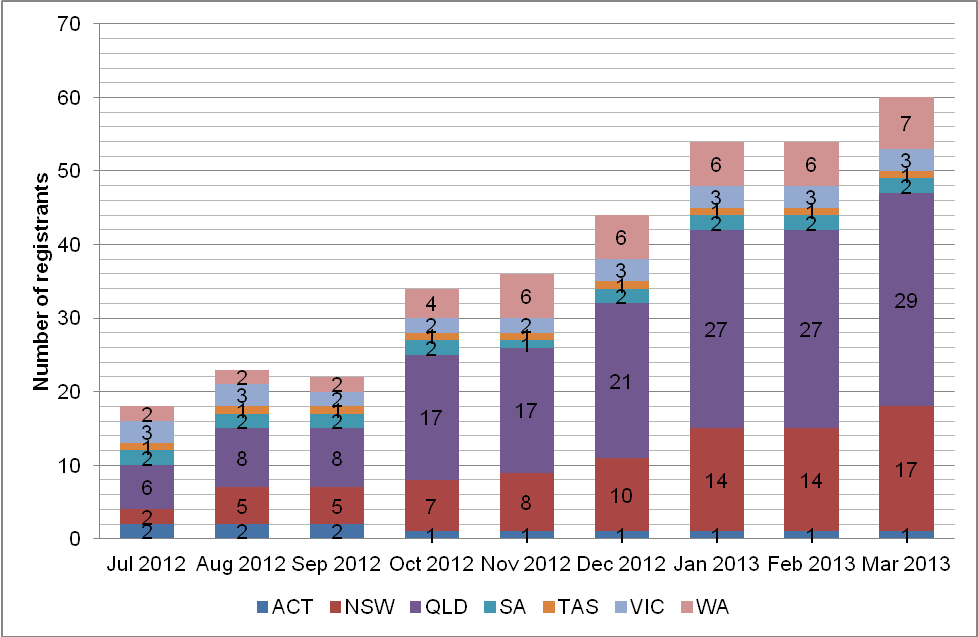 70
60
50
40
30
20
10
0
Number of registrants
2 2 6 2 1 3 2
2 5 8 2 1 3 2
2 5 8 2 1 2 2
1 7 17 2 1 2 4
1 8 17 1 1 2 6
1 10 21 2 1 3 6
1 14 27 2 1 3 6
1 14 27 2 1 3 6
1 17 29 2 1 3 7
Jul 2012 Aug 2012 Sep 2012 Oct 2012 Nov 2012 Dec 2012 Jan 2013 Feb 2013 Mar 2013
ACT NSW QLD SA TAS VIC WA